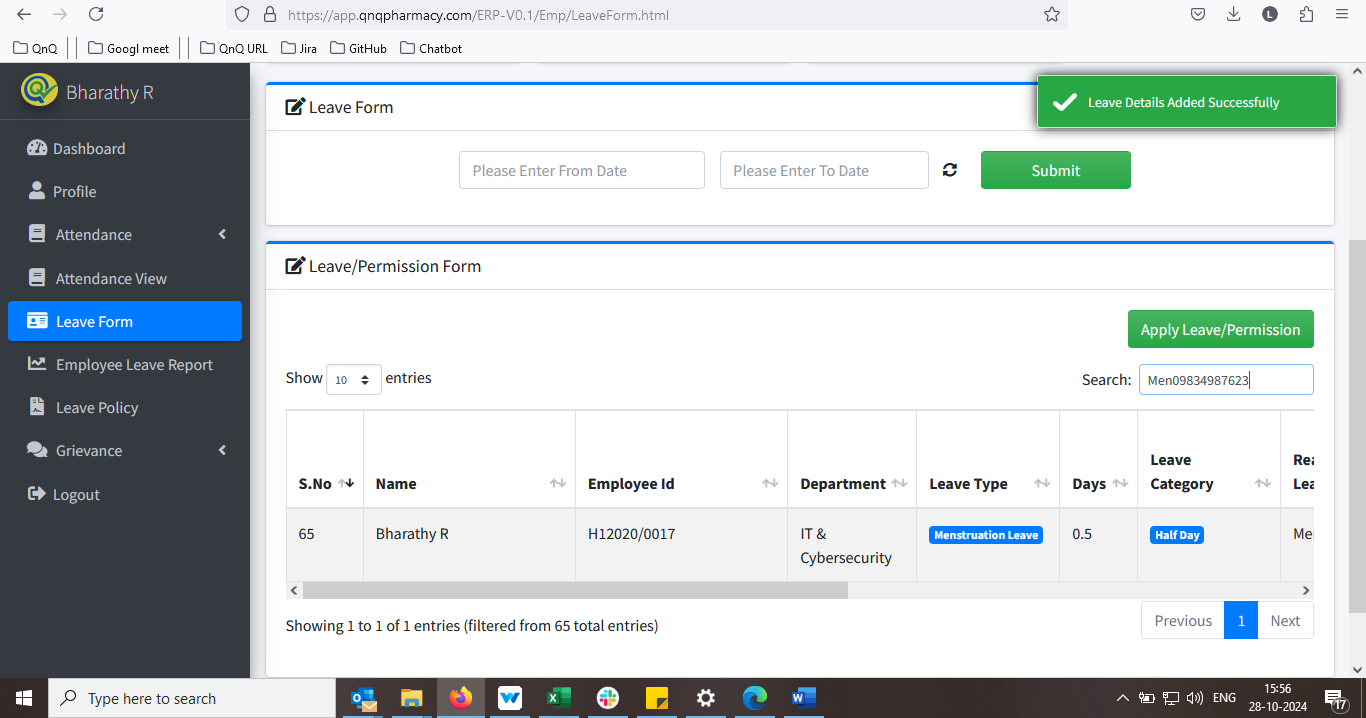 https://app.qnqpharmacy.com/ERP-V0.1/Emp/LeaveForm.html
L
QnQ
Googl meet
QnQ URL
Jira
GitHub
Chatbot
Bharathy R
Dashboard
Profile
Attendance
Attendance View
Leave Form
Employee Leave Report
Leave Policy
Grievance
Logout
Leave Form
Leave Details Added Successfully
Please Enter From Date
Please Enter To Date
Submit
Leave/Permission Form
Apply Leave/Permission
Show 10 entries
Search: Men09834987623
S.No Name Employee Id Department Leave Type Days Leave Category Rea
Lea
65 Bharathy R H12020/0017 IT & Cybersecurity Menstruation Leave 0.5 Half Day Me
Showing 1 to 1 of 1 entries (filtered from 65 total entries)
Previous 1 Next
Type here to search
ENG
15:56
28-10-2024
17